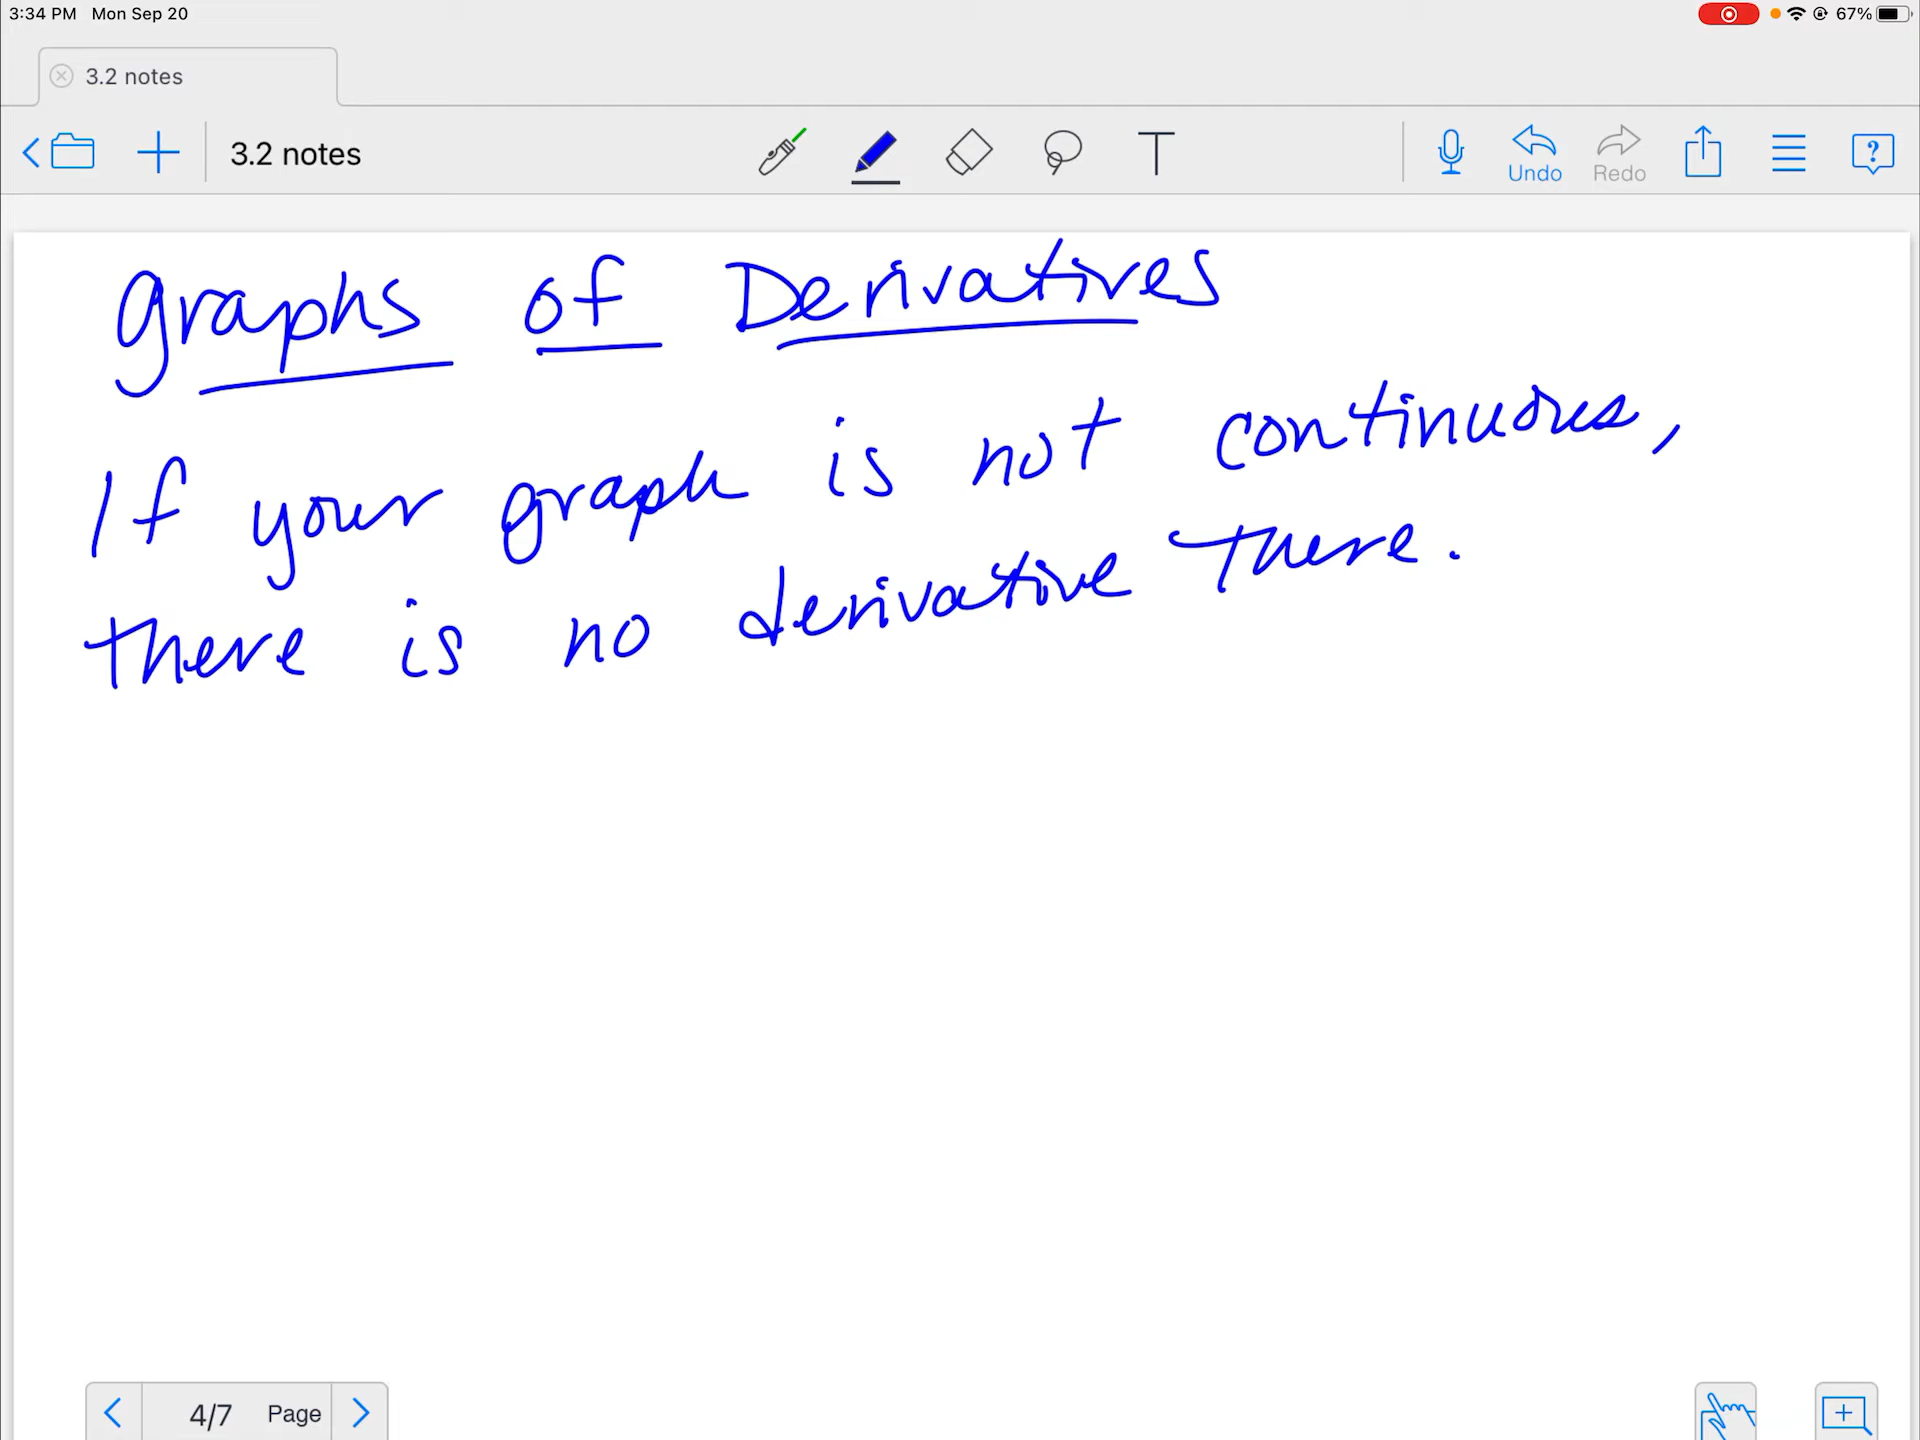 3:34 PM Mon Sep 20
67%
3.2 notes
3.2 notes
T
Undo
Redo
?
Graphs of Derivatives
If your graph is not continuous,
there is no derivative there.
4/7 Page